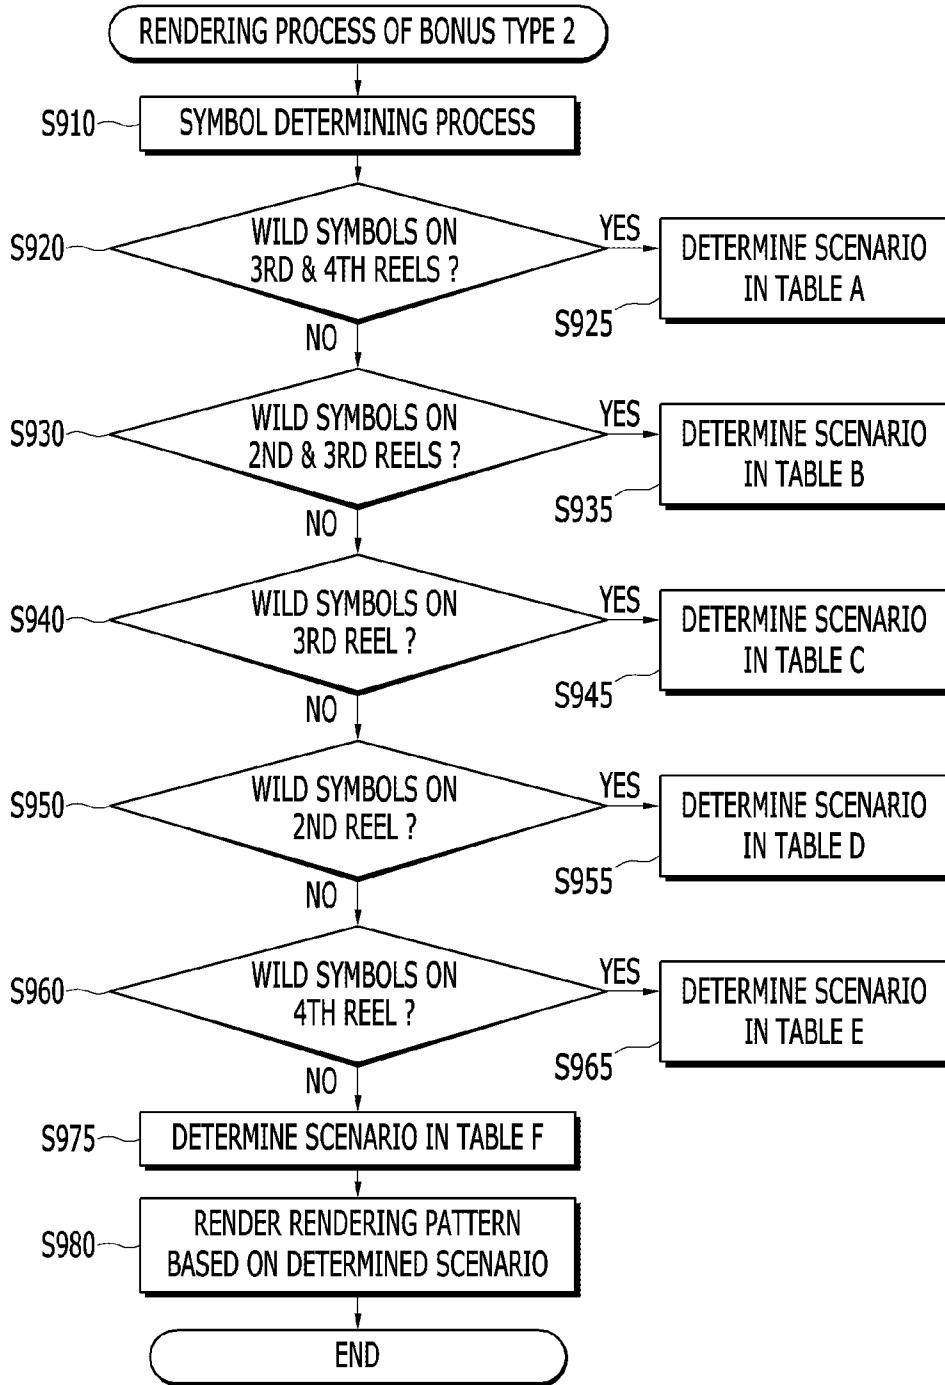 RENDERING PROCESS OF BONUS TYPE 2
S910
SYMBOL DETERMINING PROCESS
S920
WILD SYMBOLS ON
3RD & 4TH REELS ?
YES
DETERMINE SCENARIO
IN TABLE A
S925
NO
S930
WILD SYMBOLS ON
2ND & 3RD REELS ?
YES
DETERMINE SCENARIO
IN TABLE B
S935
NO
S940
WILD SYMBOLS ON
3RD REEL ?
YES
DETERMINE SCENARIO
IN TABLE C
S945
NO
S950
WILD SYMBOLS ON
2ND REEL ?
YES
DETERMINE SCENARIO
IN TABLE D
S955
NO
S960
WILD SYMBOLS ON
4TH REEL ?
YES
DETERMINE SCENARIO
IN TABLE E
S965
NO
S975
DETERMINE SCENARIO IN TABLE F
S980
RENDER RENDERING PATTERN
BASED ON DETERMINED SCENARIO
END